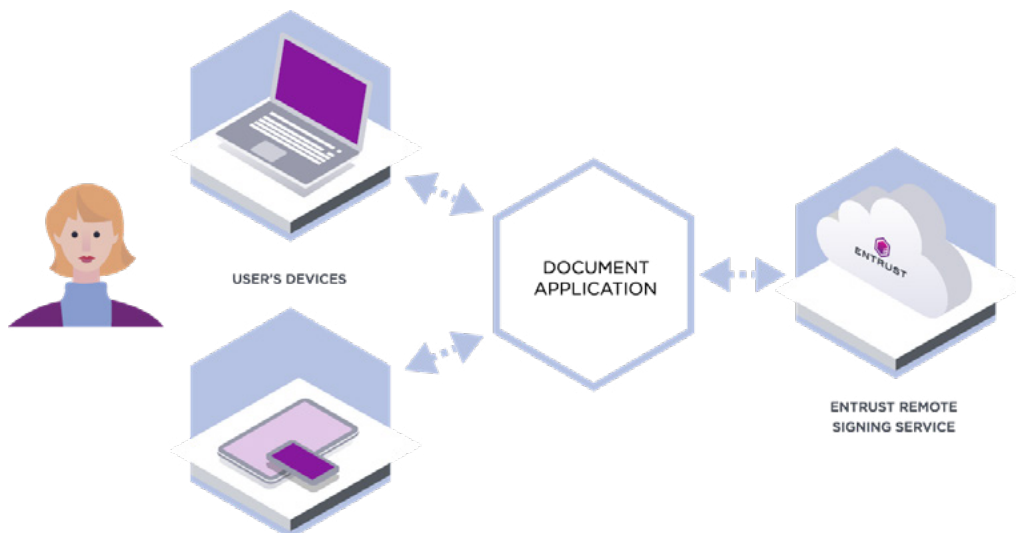 USER'S DEVICES
DOCUMENT
APPLICATION
ENTRUST
ENTRUST REMOTE
SIGNING SERVICE